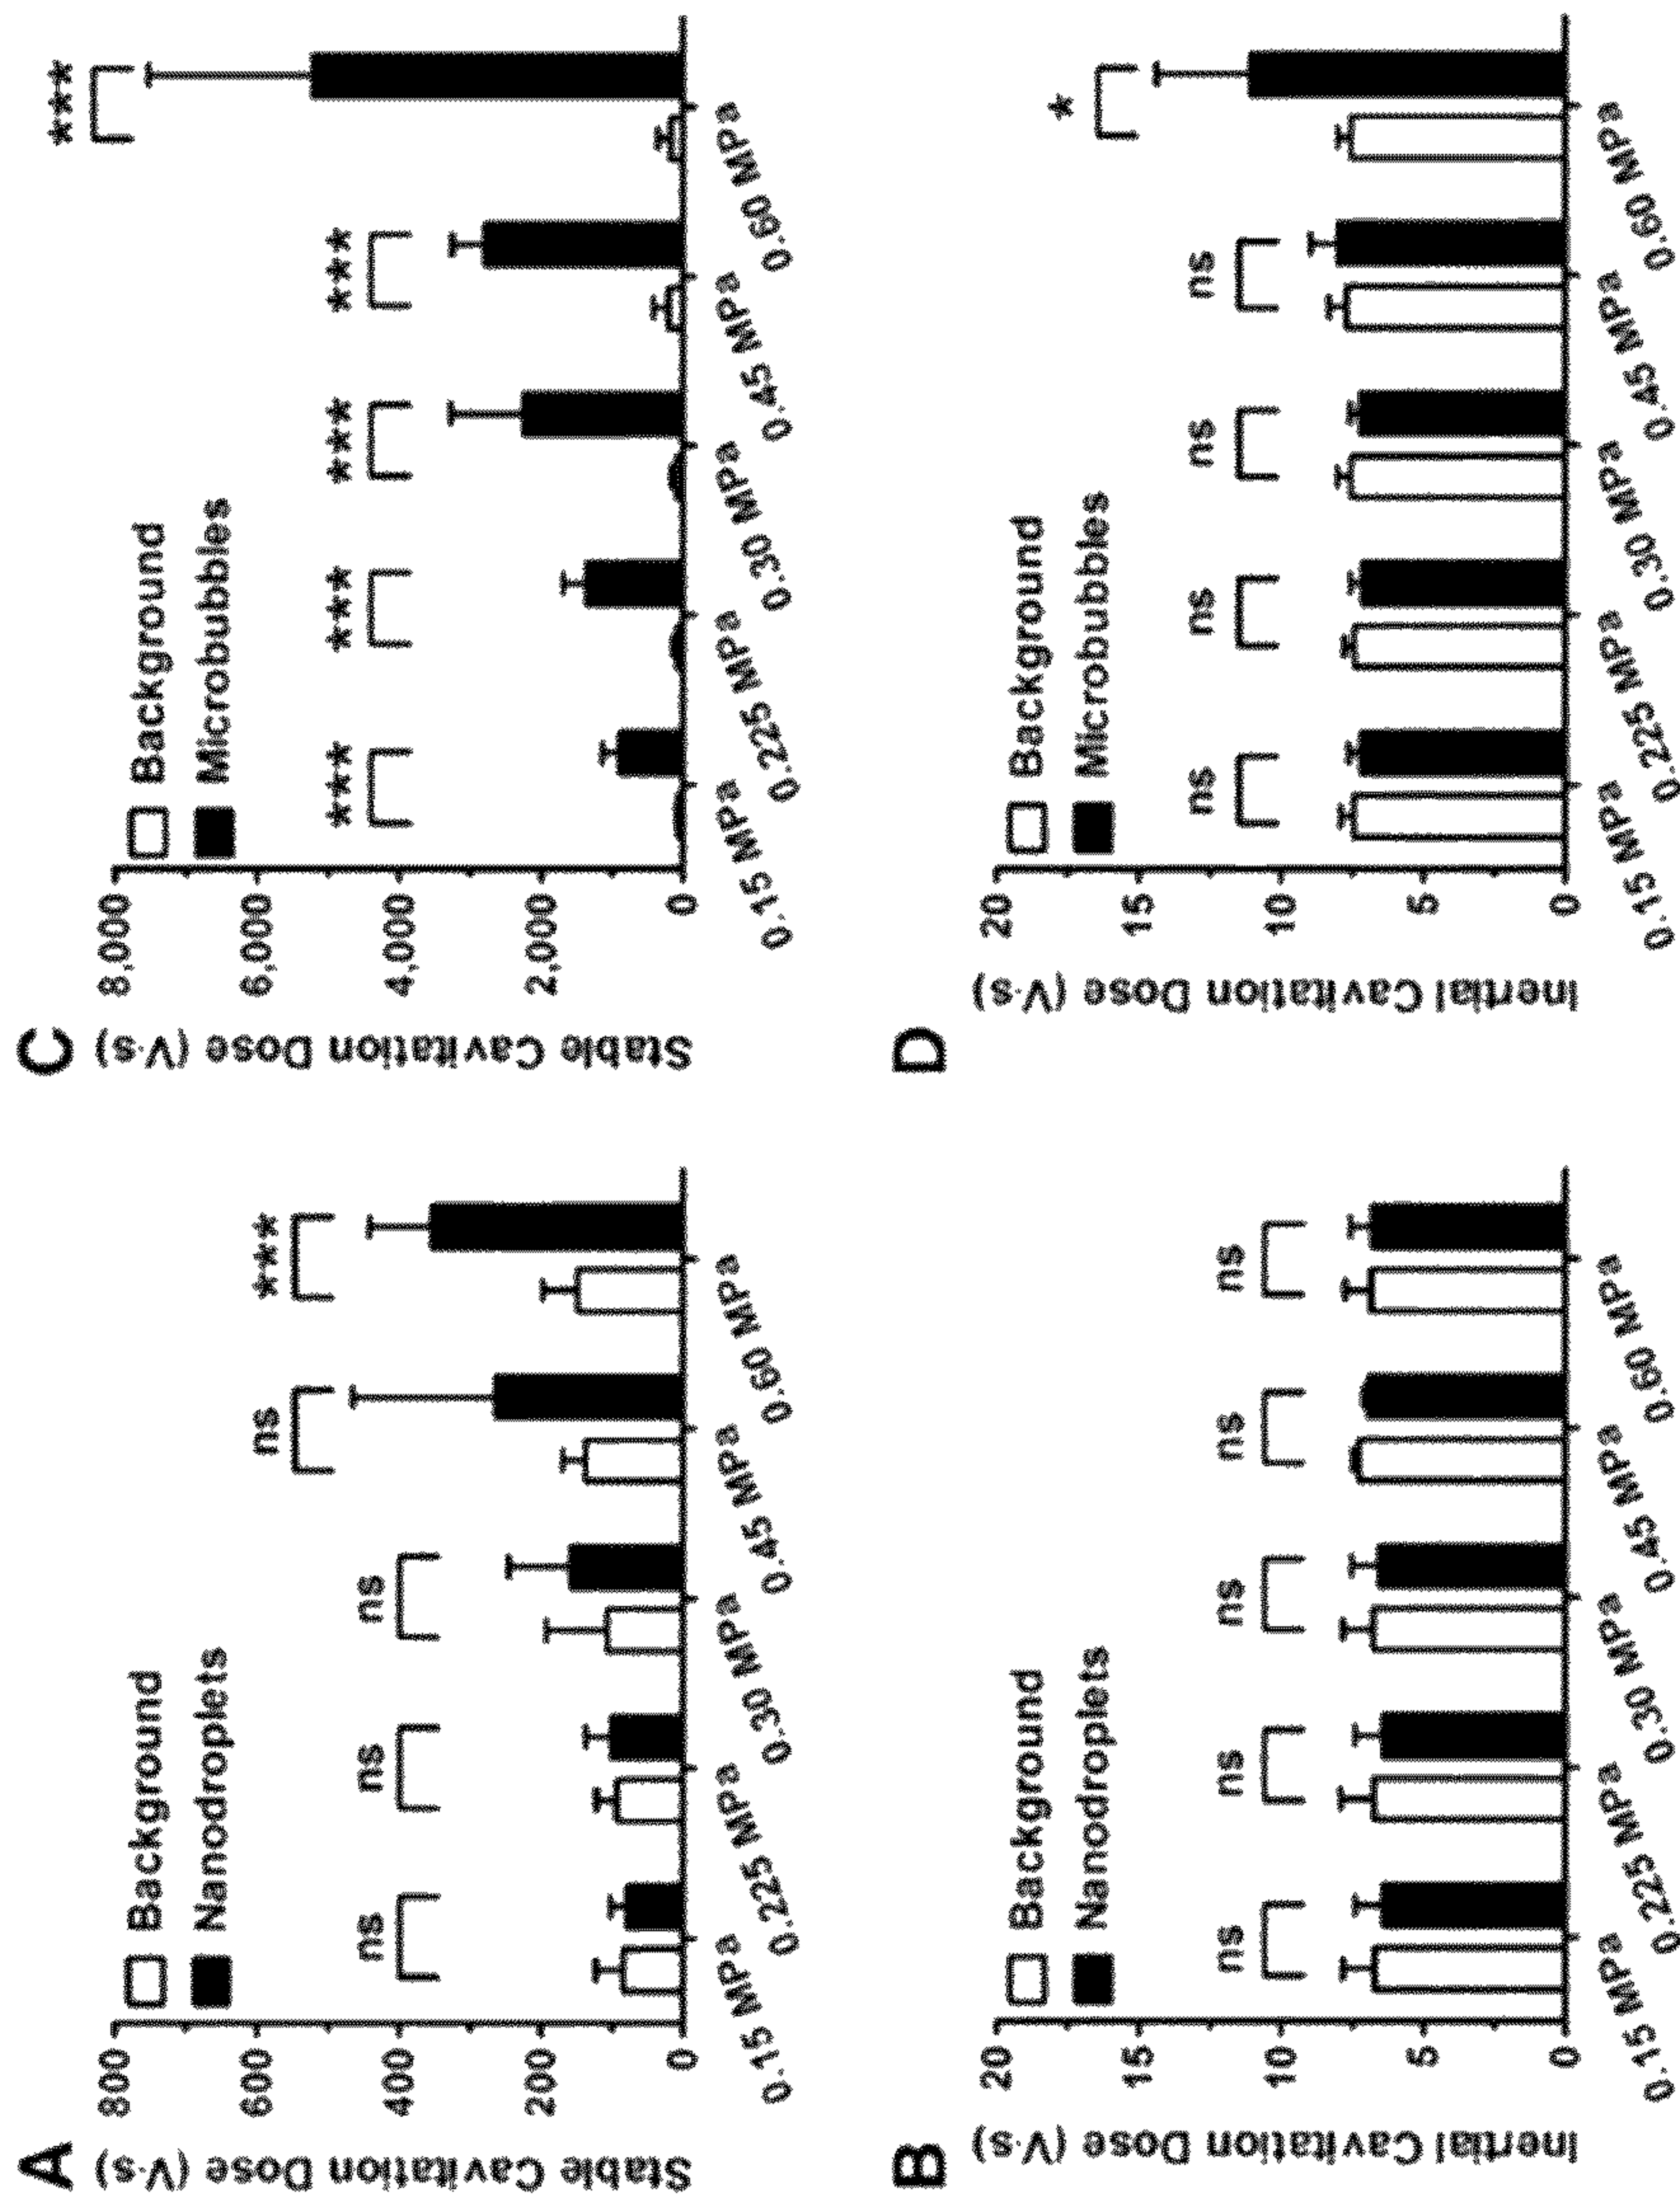 A
Stable Cavitation Dose (V·s)
800
600
400
200
0
Background
Nanodroplets
ns
ns
ns
ns
***
0.15 MPa
0.225 MPa
0.30 MPa
0.45 MPa
0.60 MPa
B
Inertial Cavitation Dose (V·s)
20
15
10
5
0
Background
Nanodroplets
ns
ns
ns
ns
ns
0.15 MPa
0.225 MPa
0.30 MPa
0.45 MPa
0.60 MPa
C
Stable Cavitation Dose (V·s)
8,000
6,000
4,000
2,000
0
Background
Microbubbles
***
***
***
***
***
0.15 MPa
0.225 MPa
0.30 MPa
0.45 MPa
0.60 MPa
D
Inertial Cavitation Dose (V·s)
20
15
10
5
0
Background
Microbubbles
ns
ns
ns
ns
*
0.15 MPa
0.225 MPa
0.30 MPa
0.45 MPa
0.60 MPa